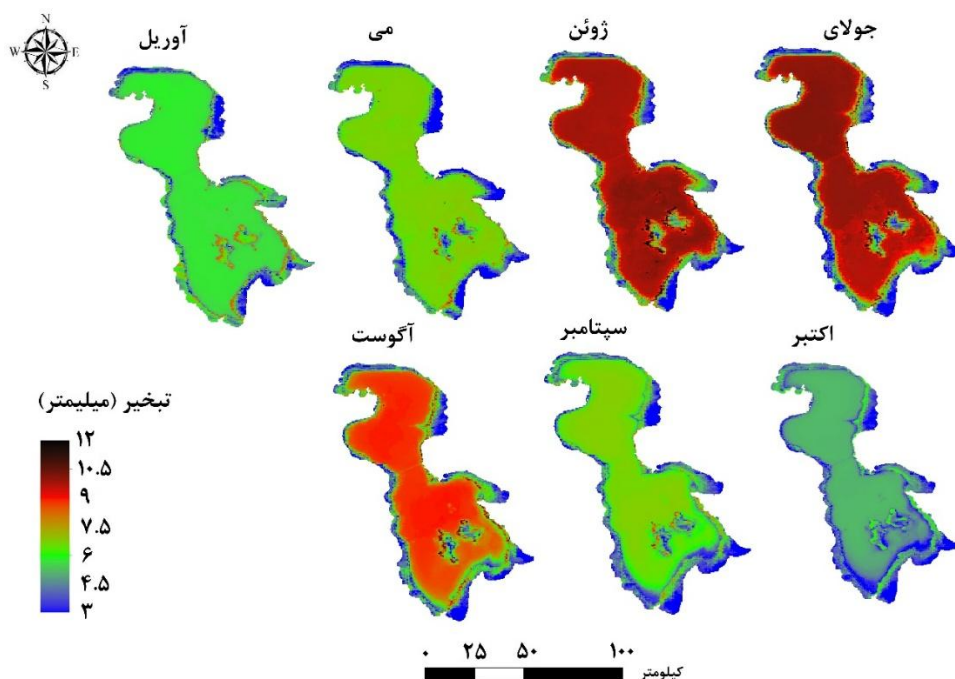 N
W E
S
آوریل
می
ژوئن
جولای
آگوست
سپتامبر
اکتبر
تبخیر (میلیمتر)
۱۲
۱۰.۵
۹
۷.۵
۶
۴.۵
۳
۰ ۲۵ ۵۰ ۱۰۰
کیلومتر